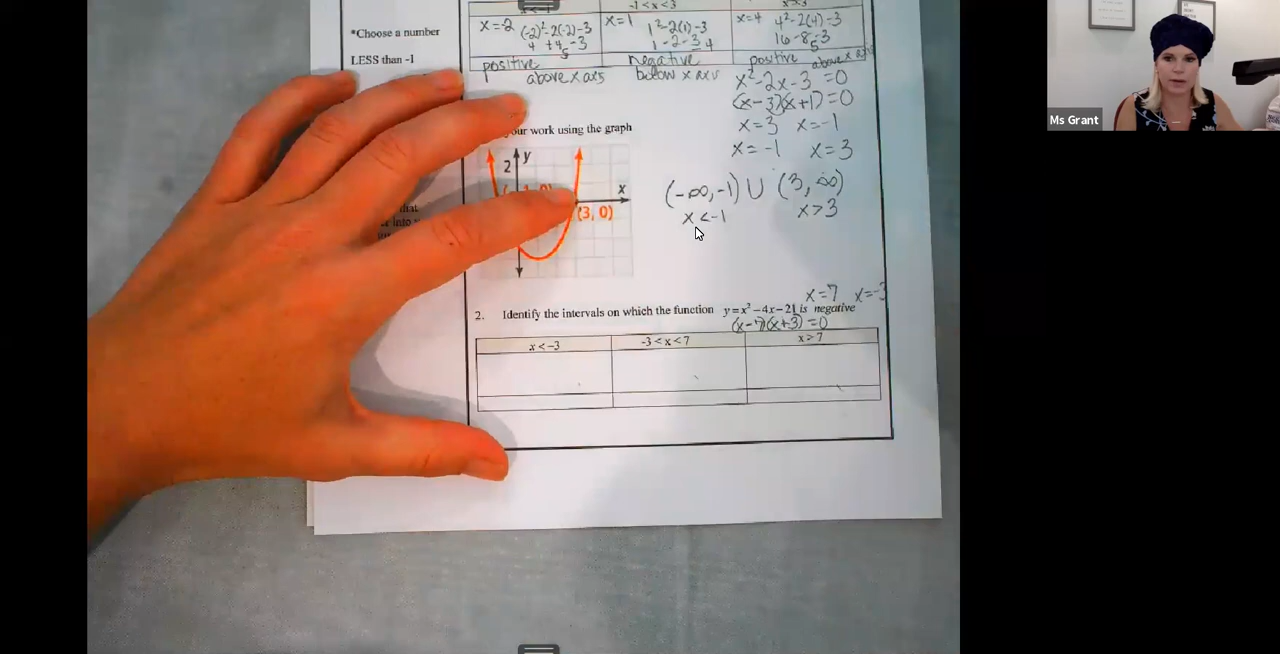 -1 < x < 3
*Choose a number
LESS than -1
x=-2 (-2)²-2(-2)-3
4 +4 -3
5
x=1 1²-2(1)-3
1-2-3
x=4 4²-2(4)-3
16-8-3
5
positive
above x axis
negative
below x axis
positive
above x axis
x²-2x-3 =0
(x-3)(x+1)=0
x=3 x=-1
x=-1 x=3
your work using the graph
2 y
x
(3, 0)
(-∞,-1) ∪ (3, ∞)
x<-1 x>3
x=7 x=-3
2. Identify the intervals on which the function y=x²-4x-21 is negative
(x-7)(x+3)=0
x<-3 -3<x<7 x>7
Ms Grant